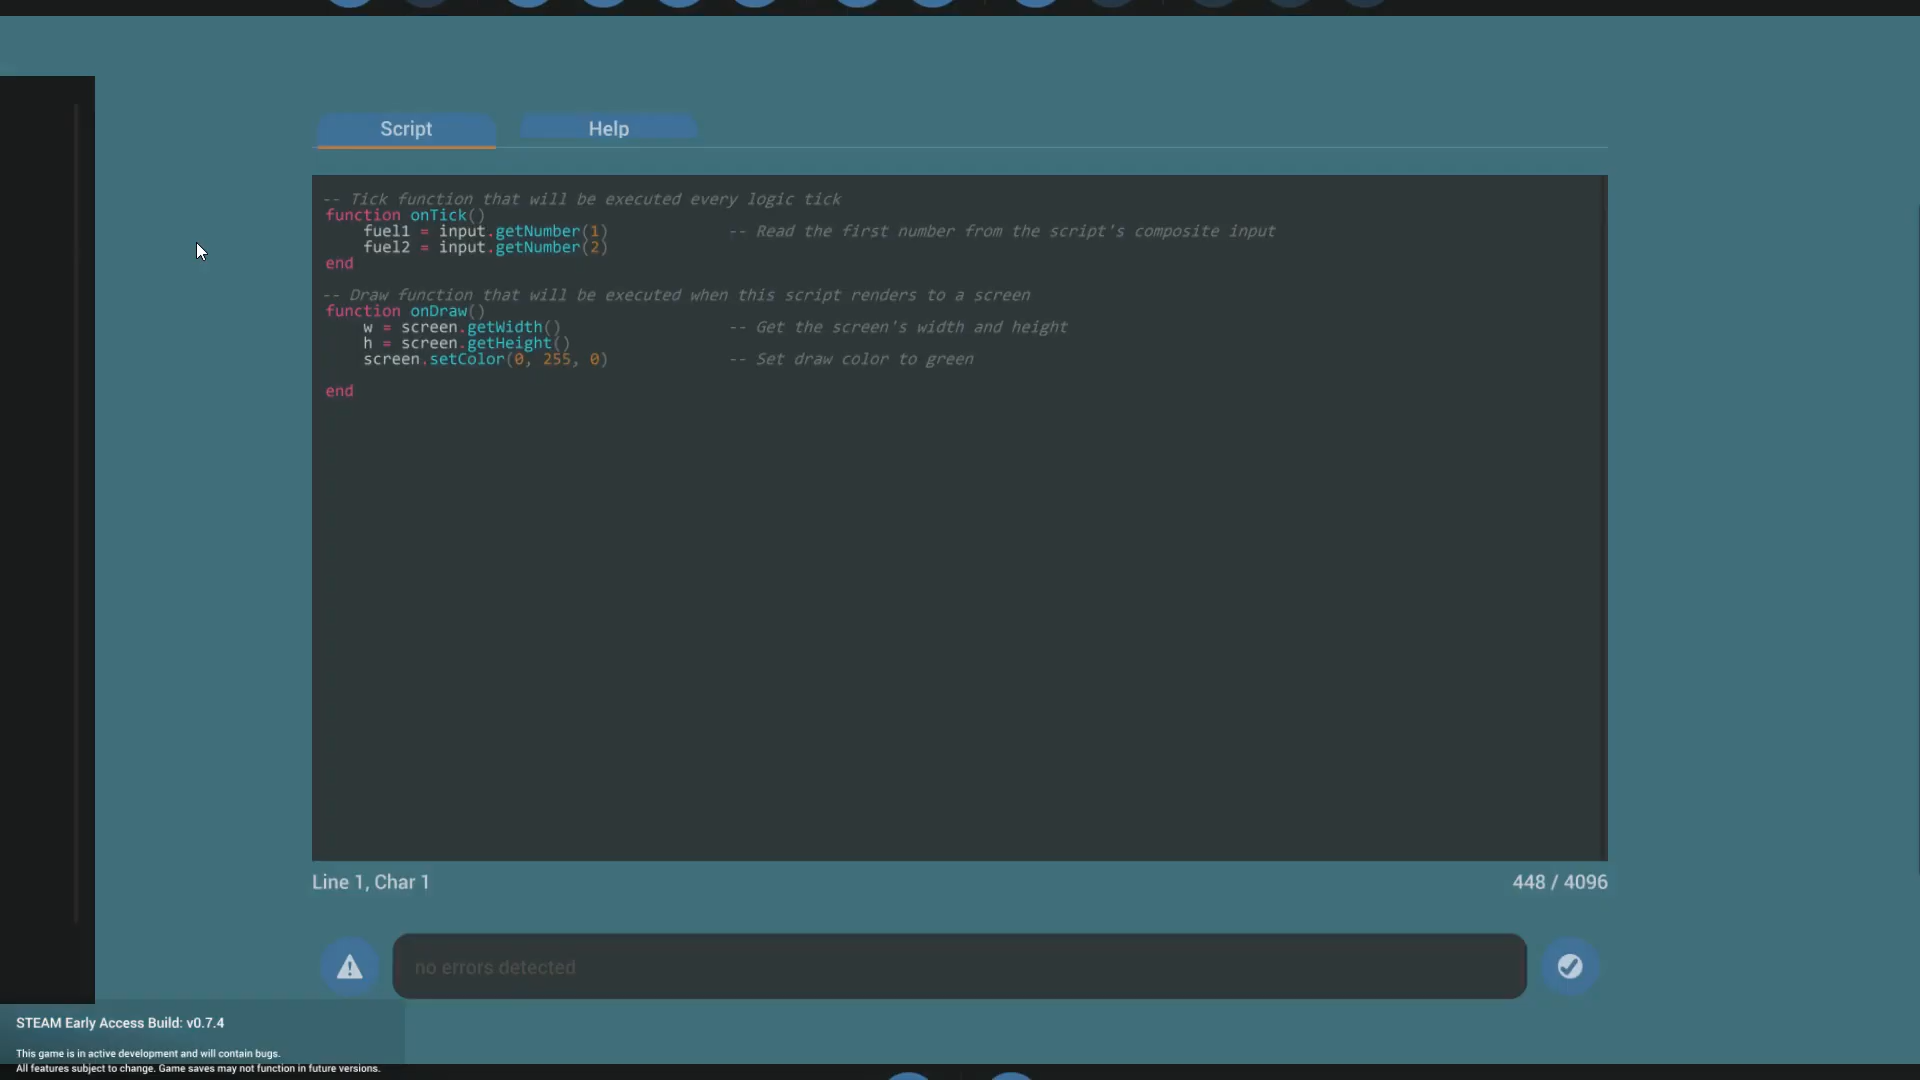 Script Help
-- Tick function that will be executed every logic tick
function onTick()
    fuel1 = input.getNumber(1)             -- Read the first number from the script's composite input
    fuel2 = input.getNumber(2)
end

-- Draw function that will be executed when this script renders to a screen
function onDraw()
    w = screen.getWidth()                  -- Get the screen's width and height
    h = screen.getHeight()
    screen.setColor(0, 255, 0)             -- Set draw color to green

end
Line 1, Char 1 448 / 4096
no errors detected
STEAM Early Access Build: v0.7.4
This game is in active development and will contain bugs.
All features subject to change. Game saves may not function in future versions.